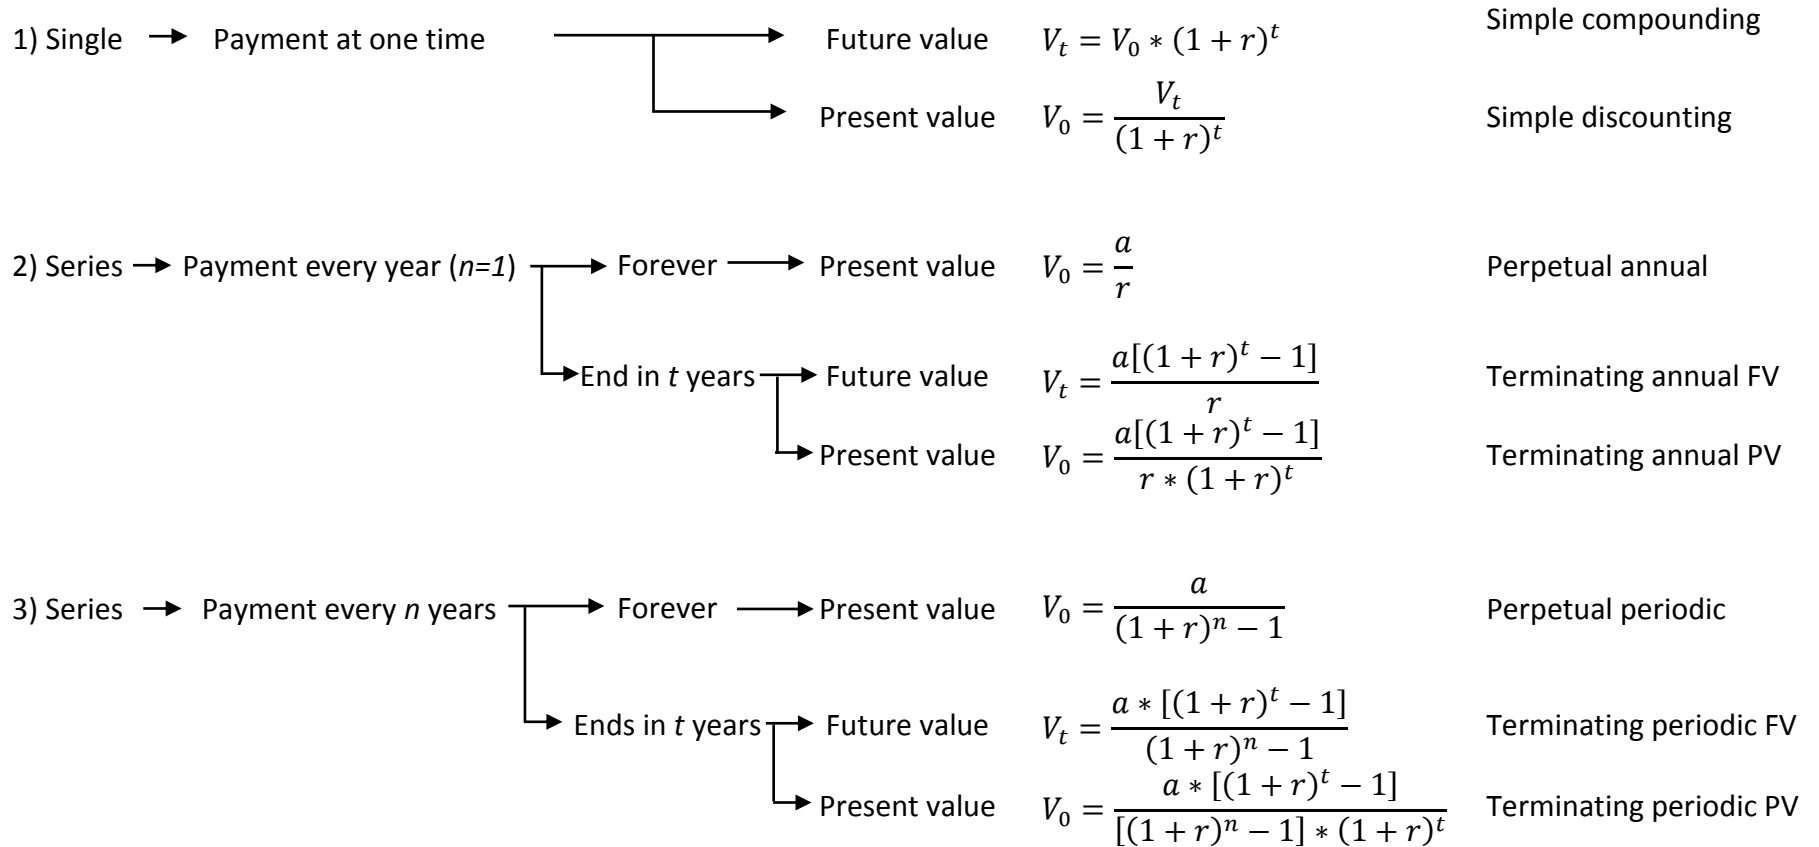 1) Single → Payment at one time → Future value V_t = V_0 * (1 + r)^t Simple compounding
→ Present value V_0 = V_t / (1 + r)^t Simple discounting
2) Series → Payment every year (n=1) → Forever → Present value V_0 = a / r Perpetual annual
→ End in t years → Future value V_t = a[(1 + r)^t − 1] / r Terminating annual FV
→ Present value V_0 = a[(1 + r)^t − 1] / r * (1 + r)^t Terminating annual PV
3) Series → Payment every n years → Forever → Present value V_0 = a / (1 + r)^n − 1 Perpetual periodic
→ Ends in t years → Future value V_t = a * [(1 + r)^t − 1] / (1 + r)^n − 1 Terminating periodic FV
→ Present value V_0 = a * [(1 + r)^t − 1] / [(1 + r)^n − 1] * (1 + r)^t Terminating periodic PV